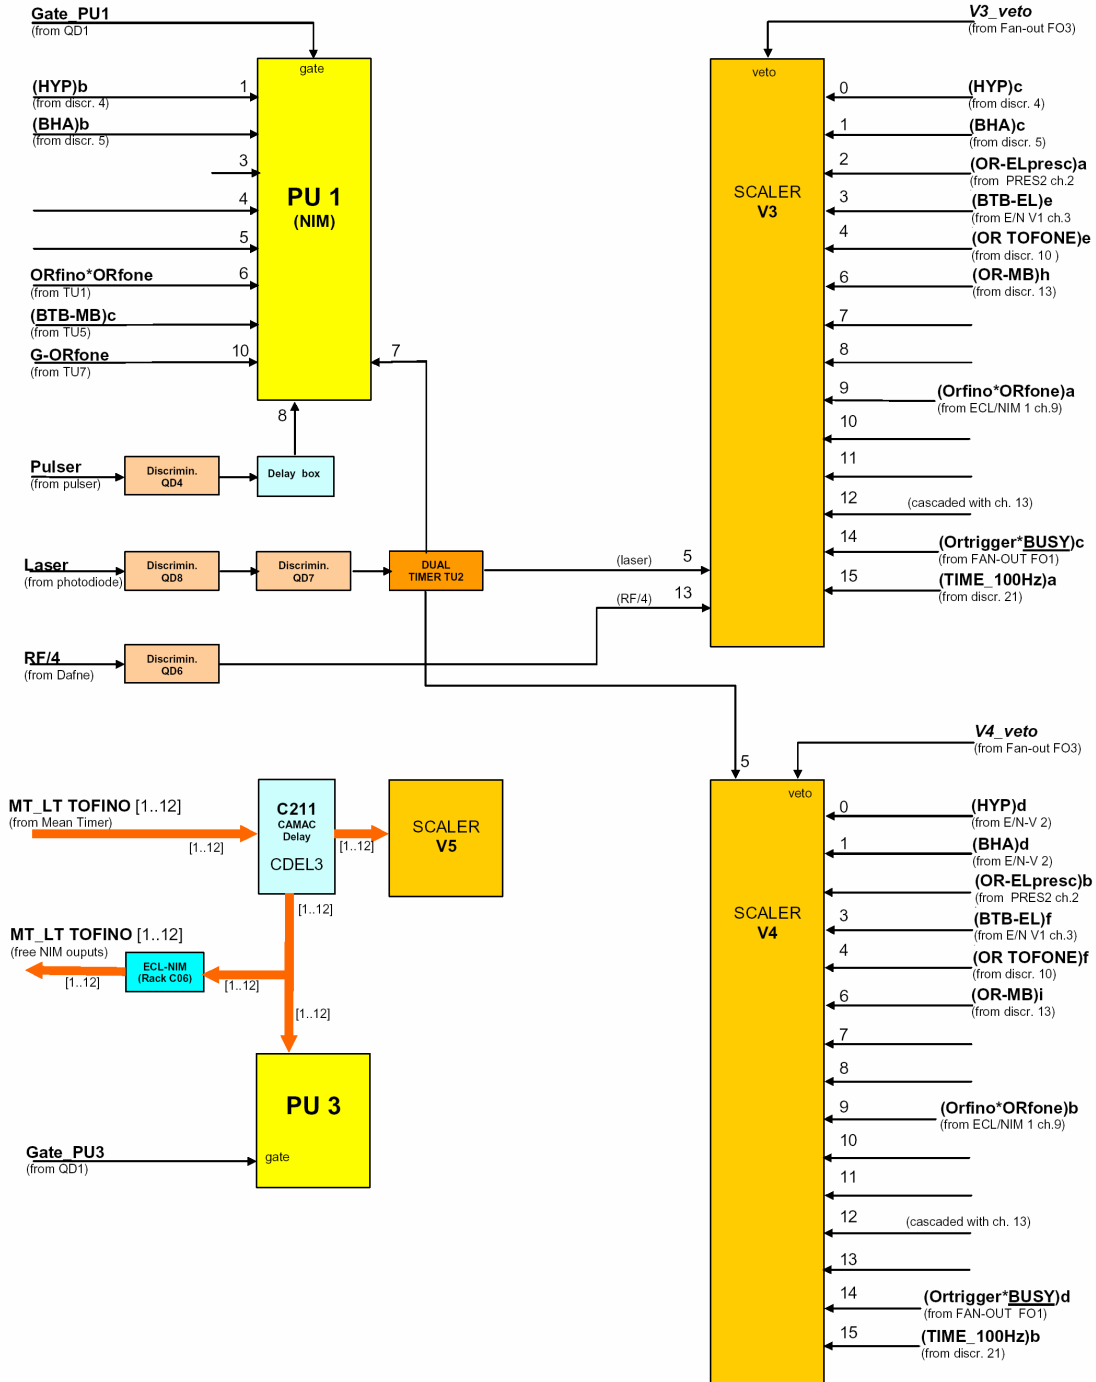 Gate_PU1
(from QD1
gate
(HYP)b
(from discr. 4)
1
(BHA)b
(from discr. 5)
3
4
5
PU 1
(NIM)
ORfino*ORfone
(from TU1)
6
(BTB-MB)c
(from TU5)
G-ORfone
(from TU7)
10
7
8
Pulser
(from pulser)
Discrimin.
QD4
Delay box
Laser
(from photodiode)
Discrimin.
QD8
Discrimin.
QD7
DUAL
TIMER TU2
(laser)
5
(RF/4)
13
RF/4
(from Dafne)
Discrimin.
QD6
V3_veto
(from Fan-out FO3)
veto
SCALER
V3
0
(HYP)c
(from discr. 4)
1
(BHA)c
(from discr. 5)
2
(OR-ELpresc)a
(from PRES2 ch.2
3
(BTB-EL)e
(from E/N V1 ch.3
4
(OR TOFONE)e
(from discr. 10 )
6
(OR-MB)h
(from discr. 13)
7
8
9
(Orfino*ORfone)a
(from ECL/NIM 1 ch.9)
10
11
12
(cascaded with ch. 13)
14
(Ortrigger*BUSY)c
(from FAN-OUT FO1)
15
(TIME_100Hz)a
(from discr. 21)
MT_LT TOFINO [1..12]
(from Mean Timer)
[1..12]
C211
CAMAC
Delay
CDEL3
[1..12]
SCALER
V5
[1..12]
MT_LT TOFINO [1..12]
(free NIM ouputs)
[1..12]
ECL-NIM
(Rack C06)
[1..12]
[1..12]
PU 3
Gate_PU3
(from QD1)
gate
V4_veto
(from Fan-out FO3)
5
veto
SCALER
V4
0
(HYP)d
(from E/N-V 2)
1
(BHA)d
(from E/N-V 2)
(OR-ELpresc)b
(from PRES2 ch.2
3
(BTB-EL)f
(from E/N V1 ch.3)
4
(OR TOFONE)f
(from discr. 10)
6
(OR-MB)i
(from discr. 13)
7
8
9
(Orfino*ORfone)b
(from ECL/NIM 1 ch.9)
10
11
12
(cascaded with ch. 13)
13
14
(Ortrigger*BUSY)d
(from FAN-OUT FO1)
15
(TIME_100Hz)b
(from discr. 21)